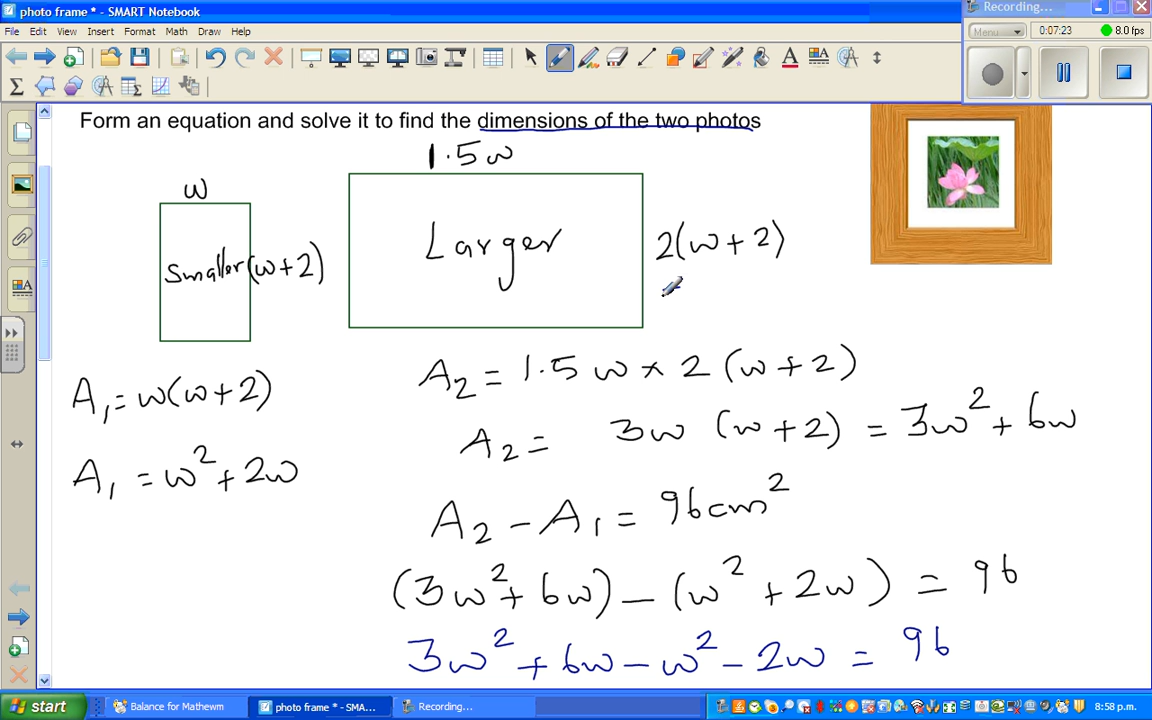 photo frame * - SMART Notebook
Recording...
File Edit View Insert Format Math Draw Help
Menu
0:07:23
8.0 fps
Form an equation and solve it to find the dimensions of the two photos
1.5w
w
Larger
2(w+2)
smaller (w+2)
A₂ = 1.5w × 2 (w+2)
A₁ = w(w+2)
A₂ = 3w (w+2) = 3w² + 6w
A₁ = w² + 2w
A₂ - A₁ = 96cm²
(3w² + 6w) - (w² + 2w) = 96
3w² + 6w - w² - 2w = 96
start
Balance for Mathewm
photo frame * - SMA...
Recording...
8:58 p.m.